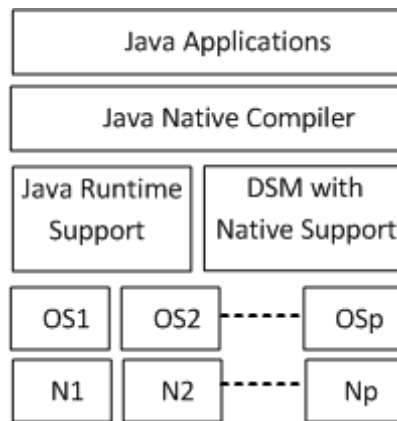 Java Applications
Java Native Compiler
Java Runtime
Support
DSM with
Native Support
OS1 OS2 OSp
N1 N2 Np